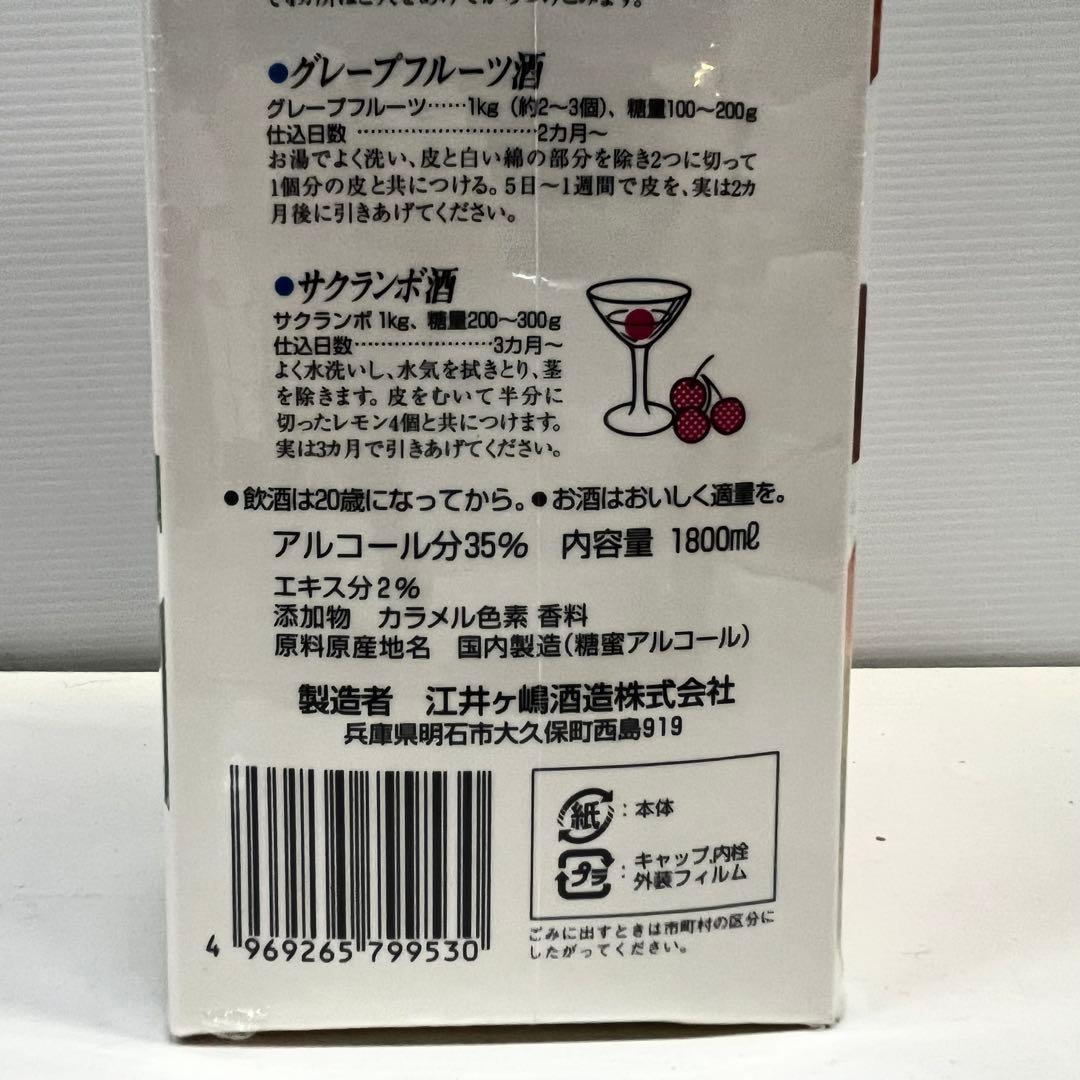 ●グレープフルーツ酒
グレープフルーツ……1kg (約2～3個)、糖量100～200g
仕込日数 …………………………2カ月～
お湯でよく洗い、皮と白い綿の部分を除き2つに切って
1個分の皮と共につける。5日～1週間で皮を、実は2カ
月後に引きあげてください。
●サクランボ酒
サクランボ 1kg、糖量200～300g
仕込日数…………………3カ月～
よく水洗いし、水気を拭きとり、茎
を除きます。皮をむいて半分に
切ったレモン4個と共につけます。
実は3カ月で引きあげてください。
●飲酒は20歳になってから。●お酒はおいしく適量を。
アルコール分35% 内容量 1800mℓ
エキス分2%
添加物 カラメル色素 香料
原料原産地名 国内製造(糖蜜アルコール)
製造者 江井ヶ嶋酒造株式会社
兵庫県明石市大久保町西島919
紙:本体
プラ:キャップ,内栓
外装フィルム
ごみに出すときは市町村の区分に
したがってください。
4 969265 799530